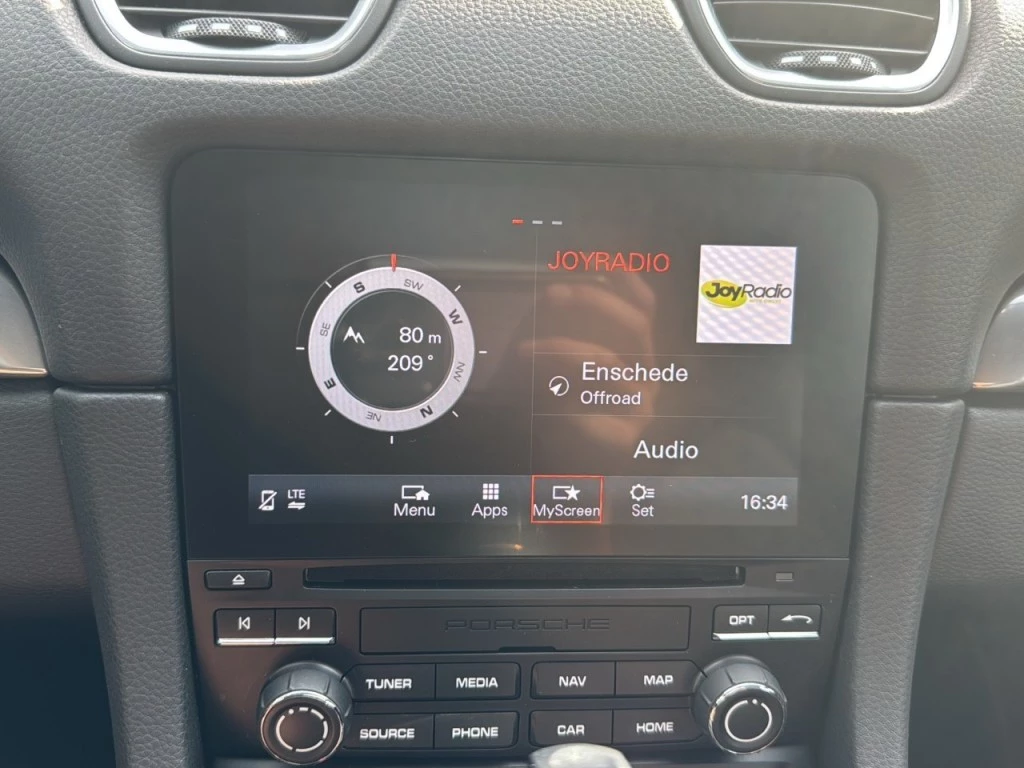 JOYRADIO
JoyRadio
S
SW
W
NW
N
NE
E
SE
80 m
209 °
Enschede
Offroad
Audio
LTE
Menu
Apps
MyScreen
Set
16:34
PORSCHE
OPT
TUNER
MEDIA
NAV
MAP
SOURCE
PHONE
CAR
HOME